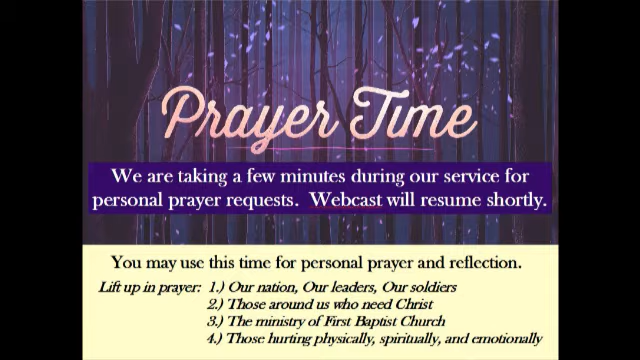 Prayer Time
We are taking a few minutes during our service for
personal prayer requests. Webcast will resume shortly.
You may use this time for personal prayer and reflection.
Lift up in prayer: 1.) Our nation, Our leaders, Our soldiers
2.) Those around us who need Christ
3.) The ministry of First Baptist Church
4.) Those hurting physically, spiritually, and emotionally